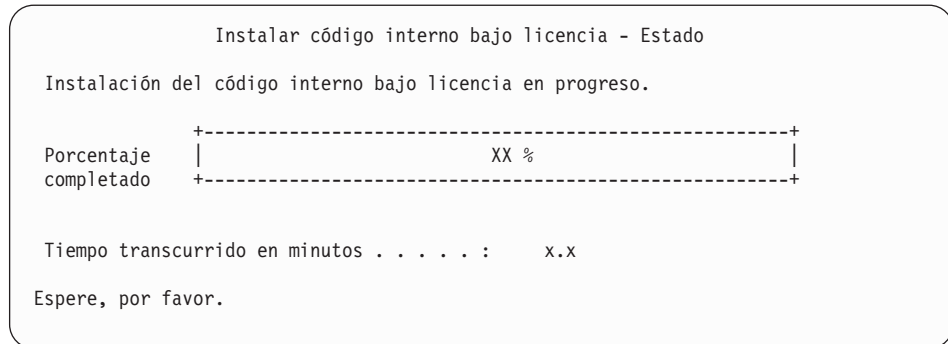 Instalar código interno bajo licencia - Estado
Instalación del código interno bajo licencia en progreso.
+-------------------------------------------------------+
Porcentaje | XX % |
completado +-------------------------------------------------------+
Tiempo transcurrido en minutos . . . . . : x.x
Espere, por favor.